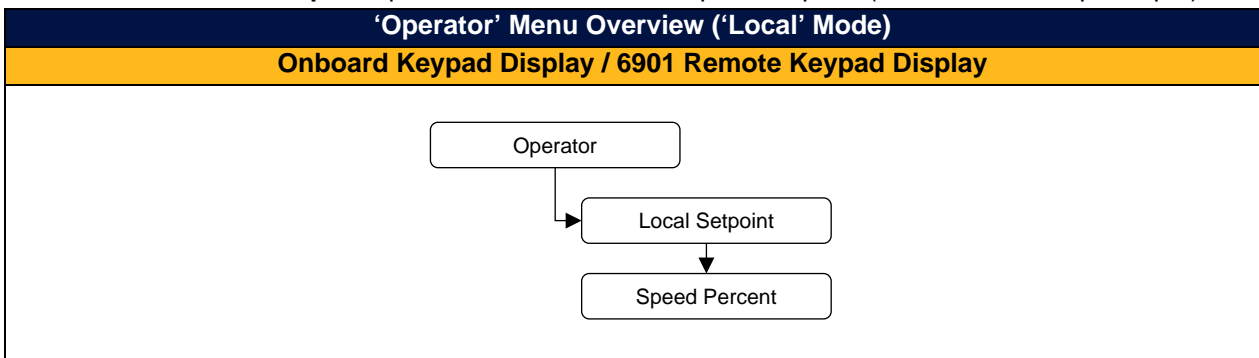 ‘Operator’ Menu Overview (‘Local’ Mode)
Onboard Keypad Display / 6901 Remote Keypad Display
Operator
Local Setpoint
Speed Percent